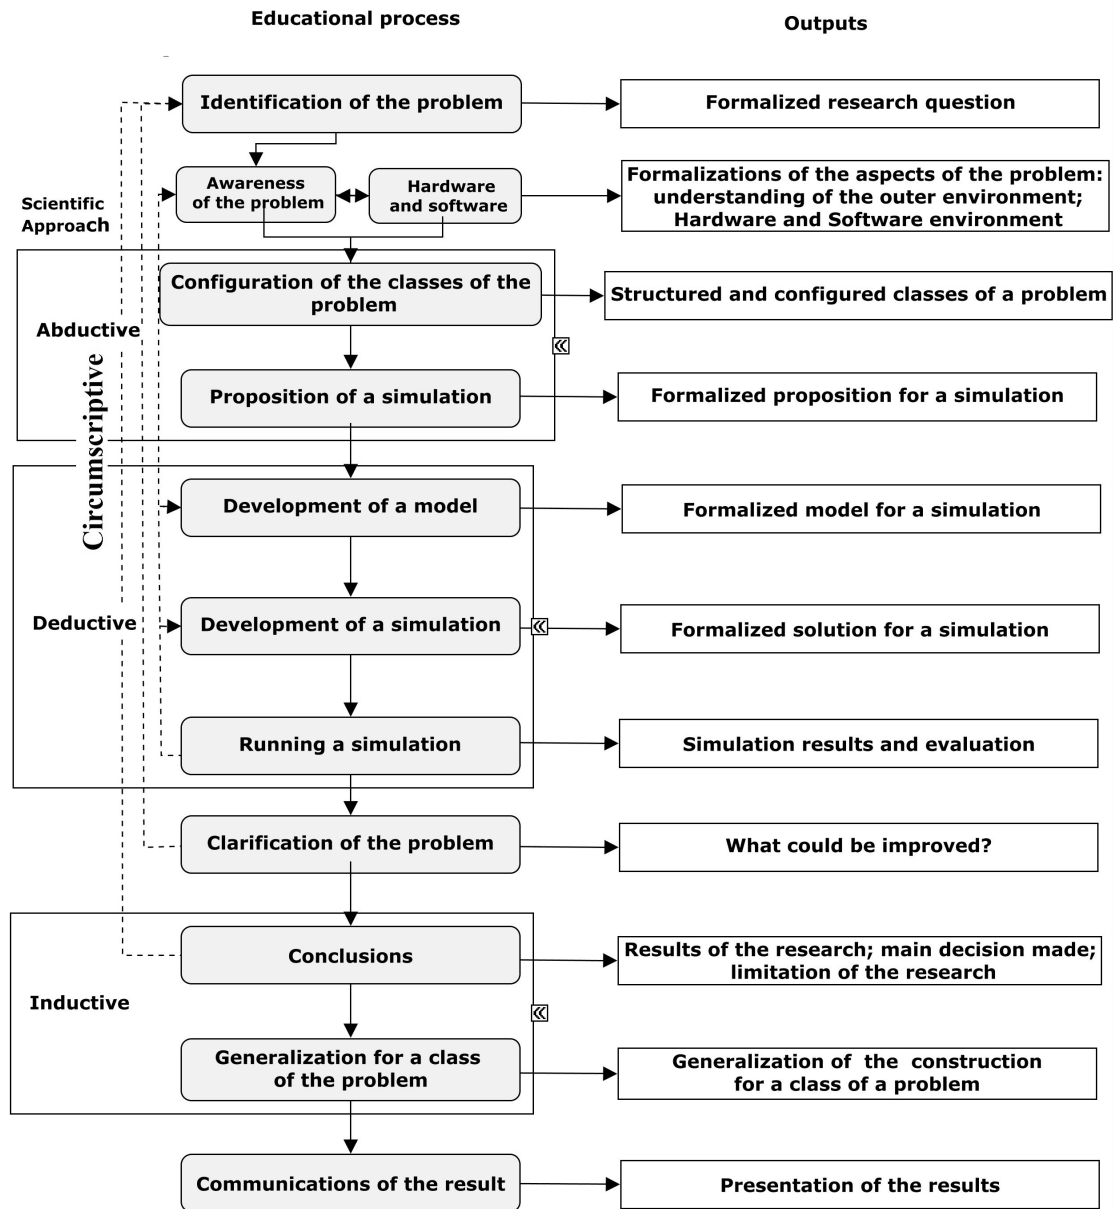 Educational process
Outputs
Identification of the problem
Formalized research question
Scientific
Approach
Awareness
of the problem
Hardware
and software
Formalizations of the aspects of the problem:
understanding of the outer environment;
Hardware and Software environment
Abductive
Configuration of the classes of the
problem
Structured and configured classes of a problem
Circumscriptive
Proposition of a simulation
Formalized proposition for a simulation
Development of a model
Formalized model for a simulation
Deductive
Development of a simulation
Formalized solution for a simulation
Running a simulation
Simulation results and evaluation
Clarification of the problem
What could be improved?
Inductive
Conclusions
Results of the research; main decision made;
limitation of the research
Generalization for a class
of the problem
Generalization of the construction
for a class of a problem
Communications of the result
Presentation of the results